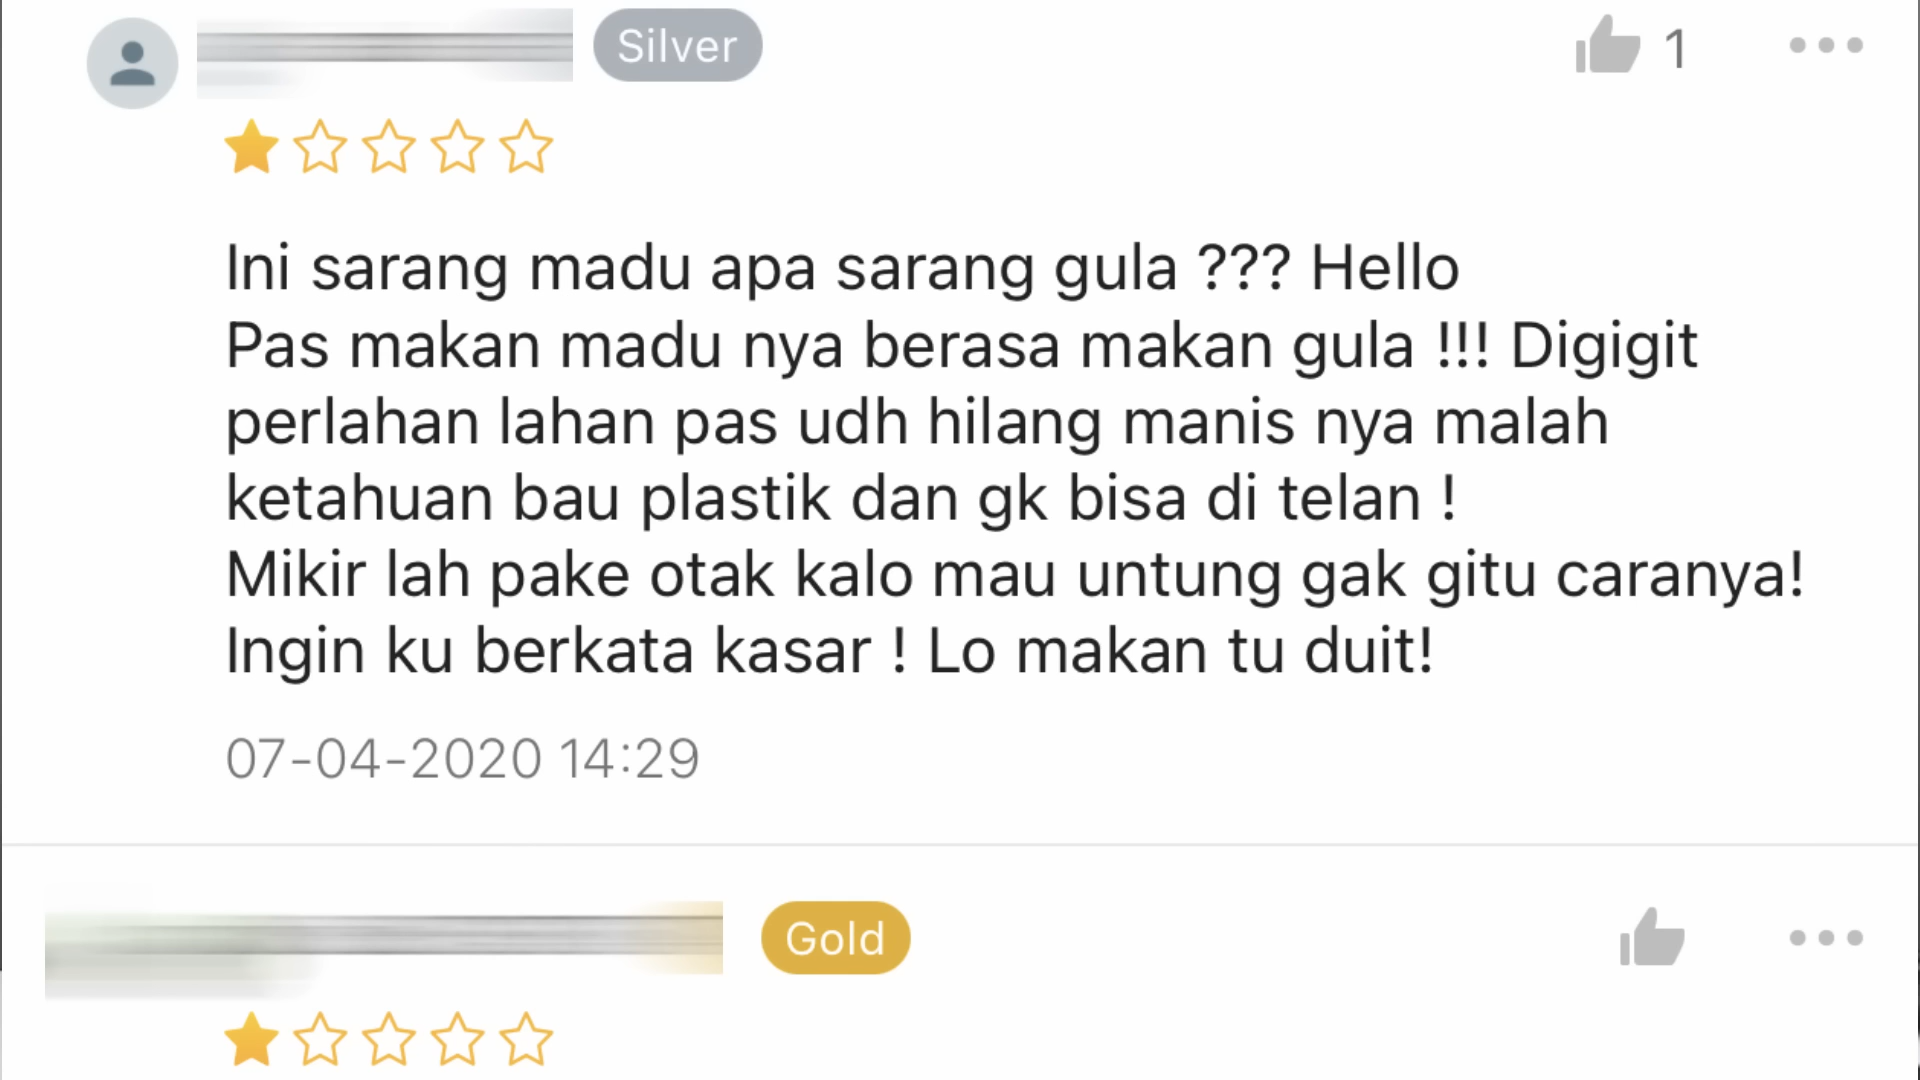 Silver
1
Ini sarang madu apa sarang gula ??? Hello
Pas makan madu nya berasa makan gula !!! Digigit
perlahan lahan pas udh hilang manis nya malah
ketahuan bau plastik dan gk bisa di telan !
Mikir lah pake otak kalo mau untung gak gitu caranya!
Ingin ku berkata kasar ! Lo makan tu duit!
07-04-2020 14:29
Gold